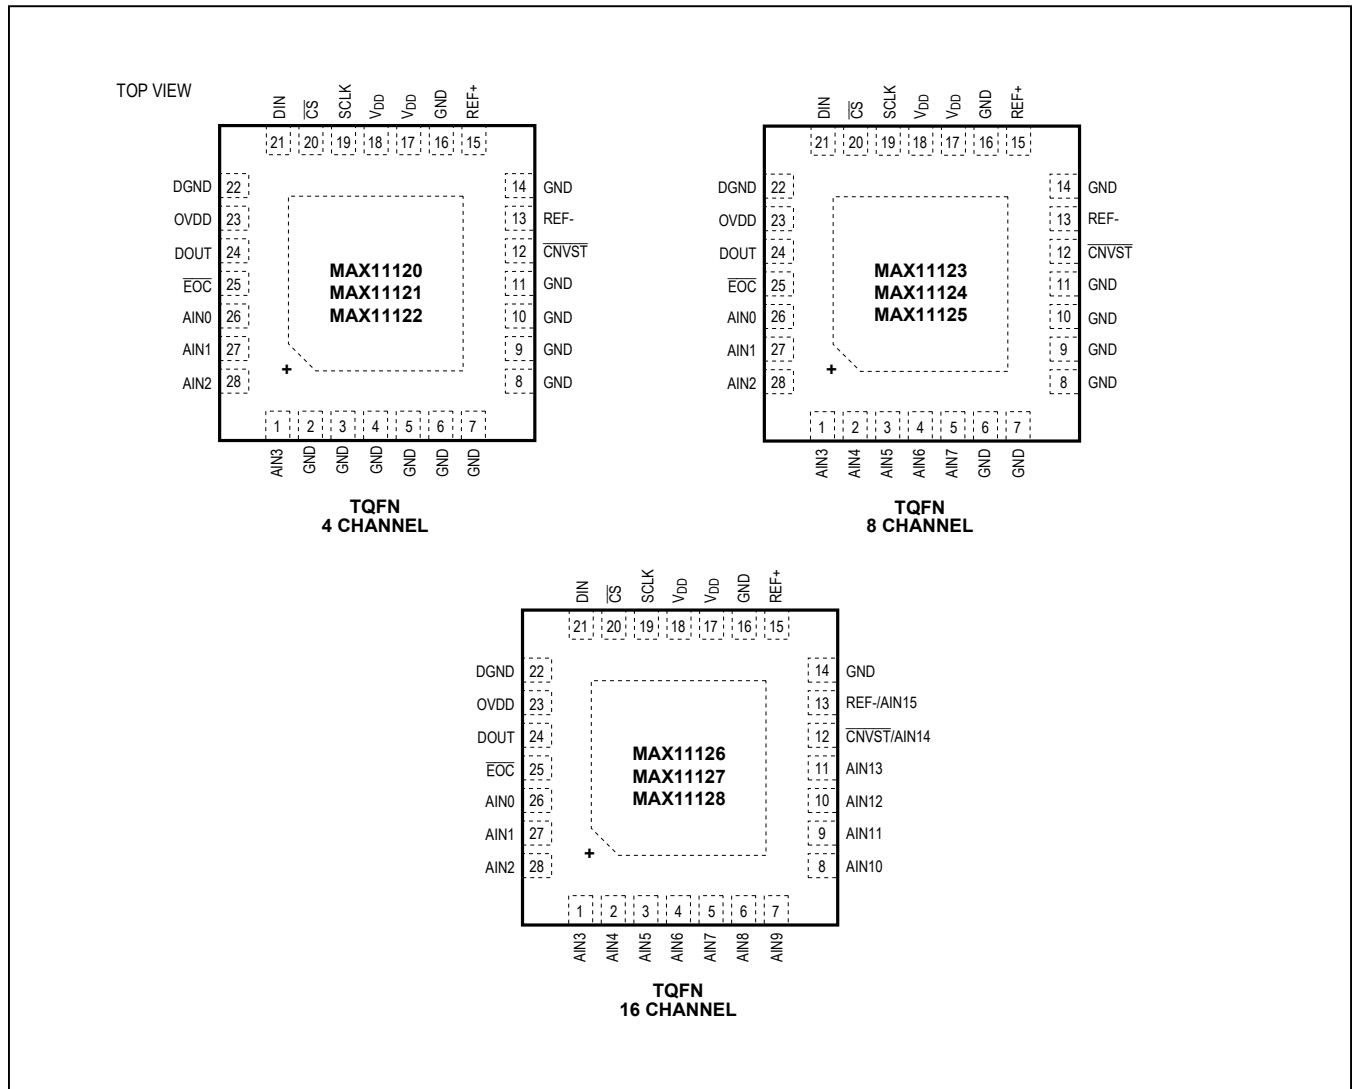 TOP VIEW
DIN C̅S̅ SCLK VDD VDD GND REF+
21 20 19 18 17 16 15
DGND 22 14 GND
OVDD 23 13 REF-
DOUT 24 12 C̅N̅V̅S̅T̅
E̅O̅C̅ 25 11 GND
AIN0 26 10 GND
AIN1 27 9 GND
AIN2 28 8 GND
MAX11120
MAX11121
MAX11122
+
1 2 3 4 5 6 7
AIN3 GND GND GND GND GND GND
TQFN
4 CHANNEL
DIN C̅S̅ SCLK VDD VDD GND REF+
21 20 19 18 17 16 15
DGND 22 14 GND
OVDD 23 13 REF-
DOUT 24 12 C̅N̅V̅S̅T̅
E̅O̅C̅ 25 11 GND
AIN0 26 10 GND
AIN1 27 9 GND
AIN2 28 8 GND
MAX11123
MAX11124
MAX11125
+
1 2 3 4 5 6 7
AIN3 AIN4 AIN5 AIN6 AIN7 GND GND
TQFN
8 CHANNEL
DIN C̅S̅ SCLK VDD VDD GND REF+
21 20 19 18 17 16 15
DGND 22 14 GND
OVDD 23 13 REF-/AIN15
DOUT 24 12 C̅N̅V̅S̅T̅/AIN14
E̅O̅C̅ 25 11 AIN13
AIN0 26 10 AIN12
AIN1 27 9 AIN11
AIN2 28 8 AIN10
MAX11126
MAX11127
MAX11128
+
1 2 3 4 5 6 7
AIN3 AIN4 AIN5 AIN6 AIN7 AIN8 AIN9
TQFN
16 CHANNEL